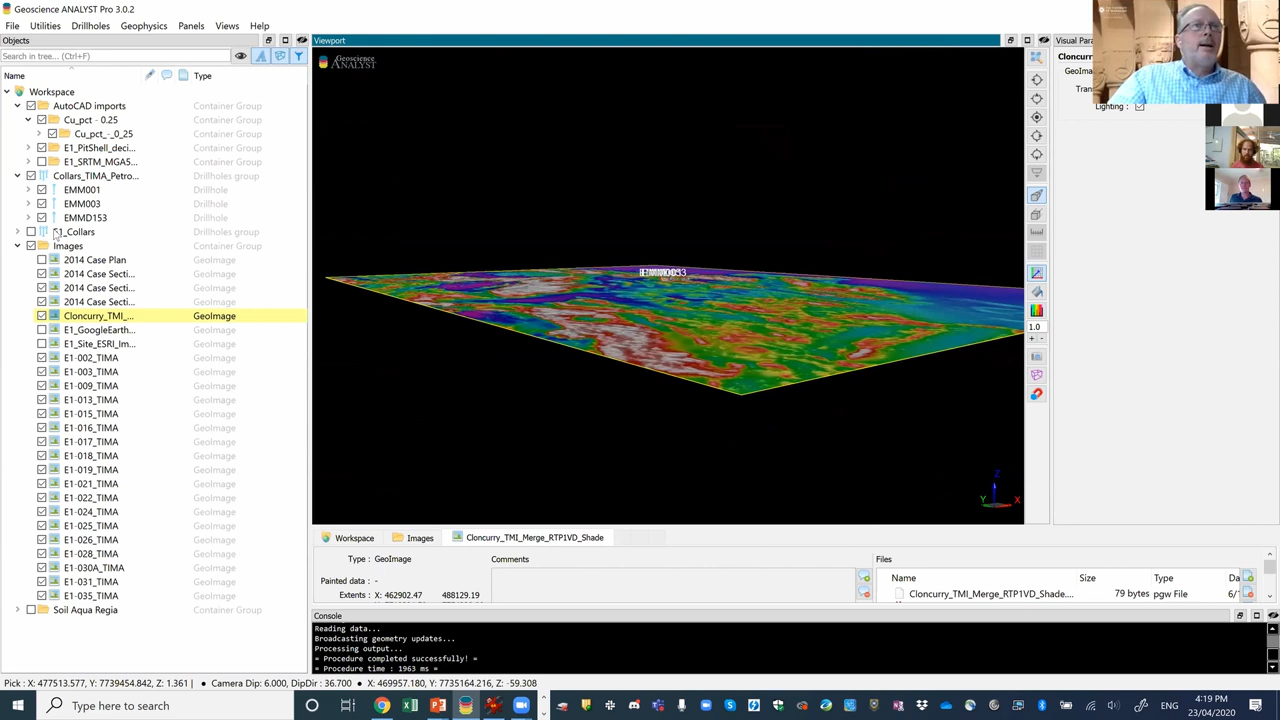 Geoscience ANALYST Pro 3.0.2
File Utilities Drillholes Geophysics Panels Views Help
Objects
Viewport
Visual Para
Search in tree... (Ctrl+F)
Name Type
Workspace
AutoCAD imports Container Group
Cu_pct - 0.25 Container Group
Cu_pct_-_0_25 Container Group
E1_PitShell_deci... Container Group
E1_SRTM_MGA5... Container Group
Collars_TIMA_Petro... Drillholes group
EMM001 Drillhole
EMM003 Drillhole
EMMD153 Drillhole
E1_Collars Drillholes group
Images Container Group
2014 Case Plan GeoImage
2014 Case Secti... GeoImage
2014 Case Secti... GeoImage
2014 Case Secti... GeoImage
Cloncurry_TMI_... GeoImage
E1_GoogleEarth... GeoImage
E1_Site_ESRI_Im... GeoImage
E1-002_TIMA GeoImage
E1-003_TIMA GeoImage
E1-009_TIMA GeoImage
E1-013_TIMA GeoImage
E1-015_TIMA GeoImage
E1-016_TIMA GeoImage
E1-017_TIMA GeoImage
E1-018_TIMA GeoImage
E1-019_TIMA GeoImage
E1-021_TIMA GeoImage
E1-022_TIMA GeoImage
E1-024_TIMA GeoImage
E1-025_TIMA GeoImage
E1-026_TIMA GeoImage
E1-028_TIMA GeoImage
E1-030A_TIMA GeoImage
E1-031_TIMA GeoImage
E1-035_TIMA GeoImage
Soil Aqua Regia Container Group
Geoscience
ANALYST
Z
Y X
1.0
+ -
Cloncurr
GeoIma
Trans
Lighting :
Workspace Images Cloncurry_TMI_Merge_RTP1VD_Shade
Type : GeoImage
Painted data : -
Extents : X: 462902.47 488129.19
Comments
Files
Name Size Type Da
Cloncurry_TMI_Merge_RTP1VD_Shade.... 79 bytes pgw File 6/1
Console
Reading data...
Broadcasting geometry updates...
Processing output...
= Procedure completed successfully! =
= Procedure time : 1963 ms =
Pick : X: 477513.577, Y: 7739454.842, Z: 1.361 | Camera Dip: 6.000, DipDir : 36.700 Camera : X: 469957.180, Y: 7735164.216, Z: -59.308
Type here to search
4:19 PM
23/04/2020